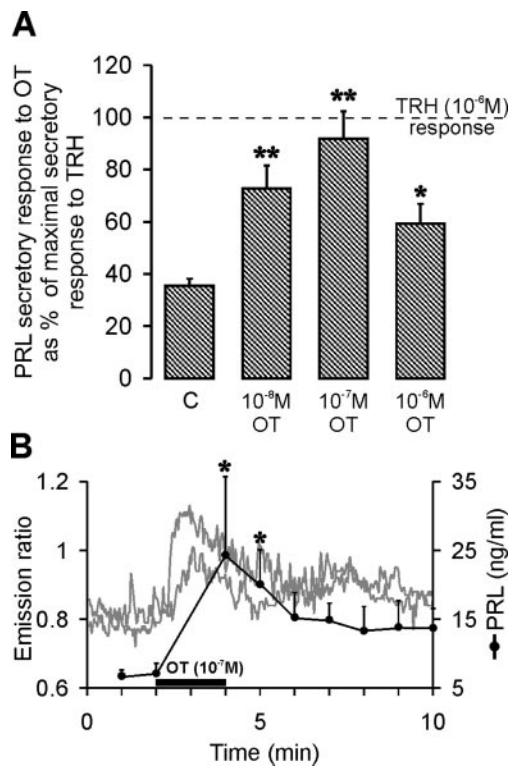 A
PRL secretory response to OT
as % of maximal secretory
response to TRH
120
100
80
60
40
20
0
TRH (10⁻⁶M)
response
**
**
*
C
10⁻⁸M
OT
10⁻⁷M
OT
10⁻⁶M
OT
B
Emission ratio
1.2
1
0.8
0.6
*
*
OT (10⁻⁷M)
35
25
15
5
PRL (ng/ml)
0
5
10
Time (min)